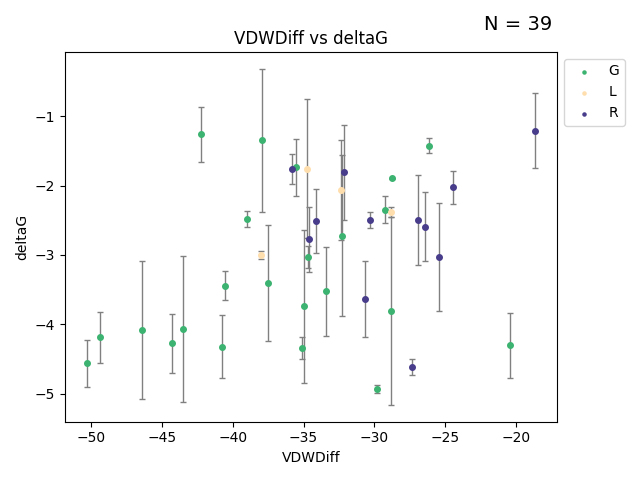 N = 39
VDWDiff vs deltaG
G
L
R
deltaG
−1
−2
−3
−4
−5
−50 −45 −40 −35 −30 −25 −20
VDWDiff